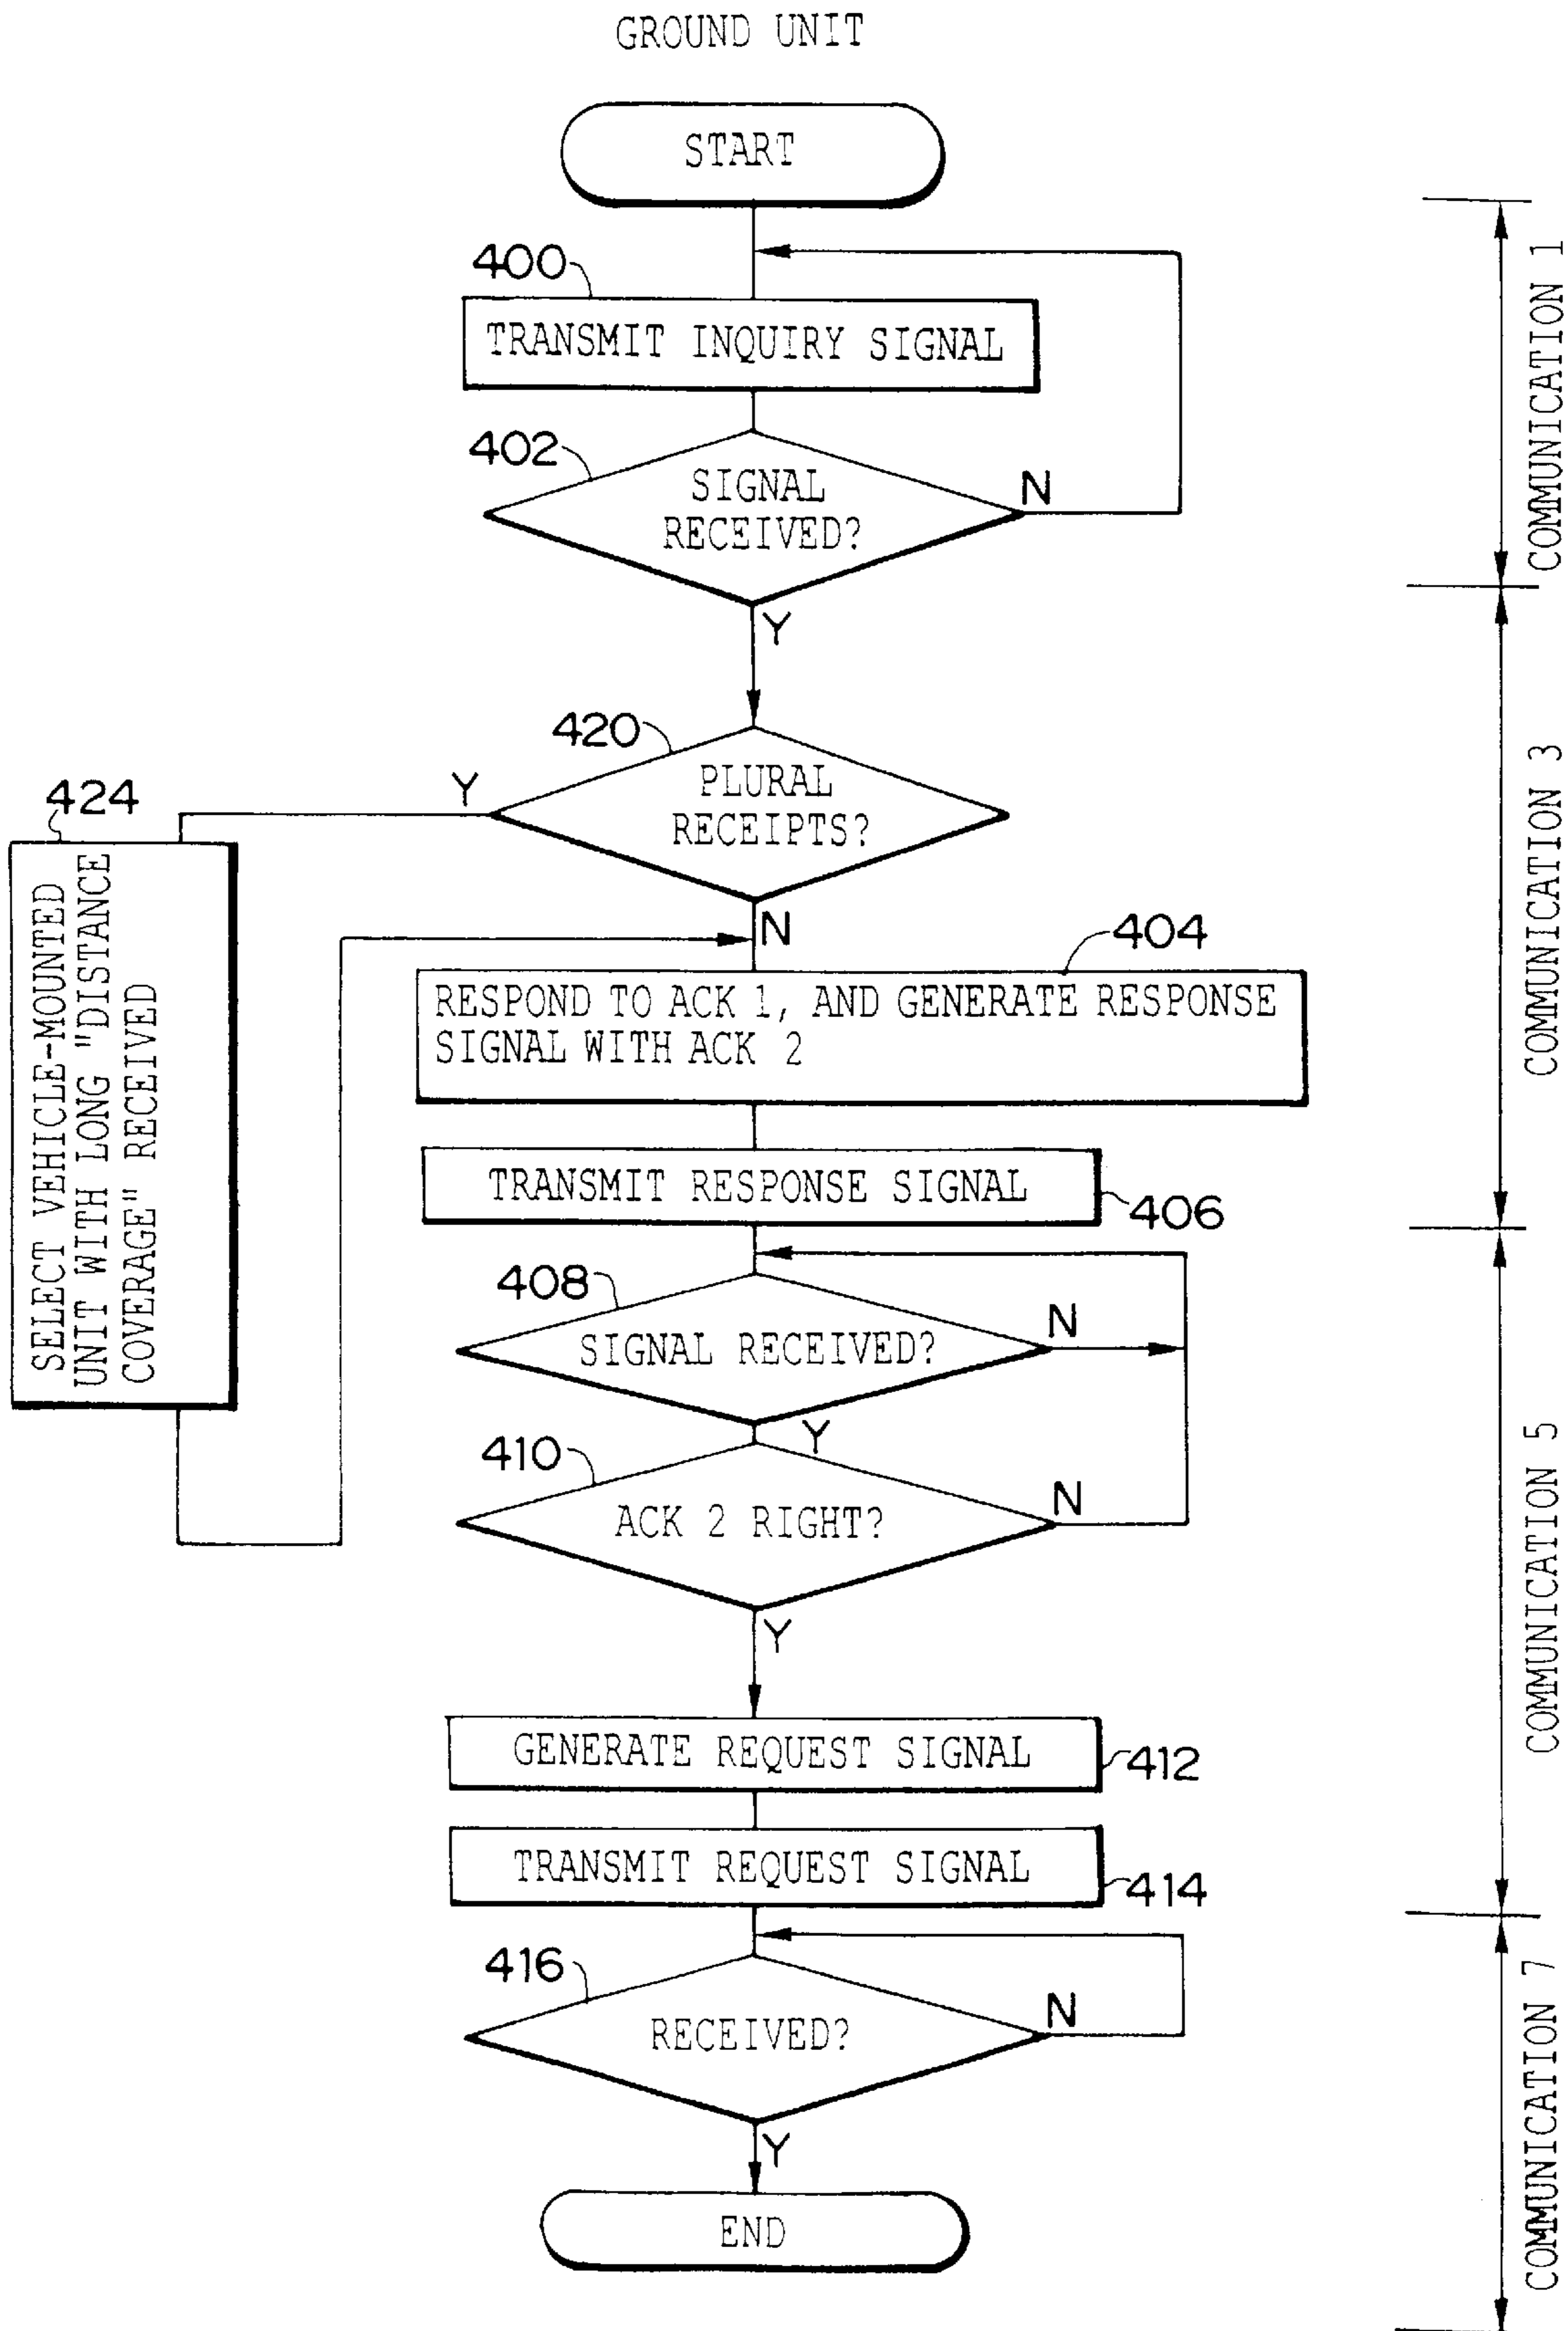 GROUND UNIT
START
400
TRANSMIT INQUIRY SIGNAL
402
SIGNAL
RECEIVED?
N
Y
COMMUNICATION 1
420
PLURAL
RECEIPTS?
Y
N
424
SELECT VEHICLE-MOUNTED
UNIT WITH LONG "DISTANCE
COVERAGE" RECEIVED
404
RESPOND TO ACK 1, AND GENERATE RESPONSE
SIGNAL WITH ACK 2
TRANSMIT RESPONSE SIGNAL
406
COMMUNICATION 3
408
SIGNAL RECEIVED?
N
Y
410
ACK 2 RIGHT?
N
Y
GENERATE REQUEST SIGNAL
412
TRANSMIT REQUEST SIGNAL
414
COMMUNICATION 5
416
RECEIVED?
N
Y
END
COMMUNICATION 7